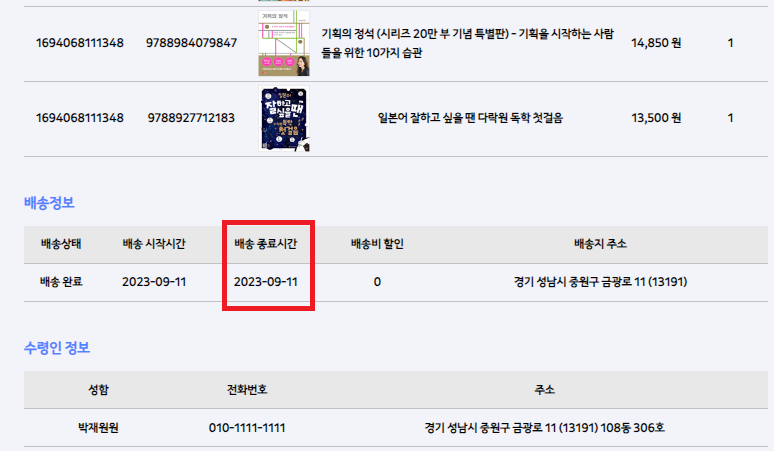 기획의 정석
1694068111348 9788984079847 기획의 정석 (시리즈 20만 부 기념 특별판) - 기획을 시작하는 사람
들을 위한 10가지 습관 14,850 원 1
일본어
잘하고
싶을 땐
첫걸음
1694068111348 9788927712183 일본어 잘하고 싶을 땐 다락원 독학 첫걸음 13,500 원 1
배송정보
배송상태 배송 시작시간 배송 종료시간 배송비 할인 배송지 주소
배송 완료 2023-09-11 2023-09-11 0 경기 성남시 중원구 금광로 11 (13191)
수령인 정보
성함 전화번호 주소
박재원원 010-1111-1111 경기 성남시 중원구 금광로 11 (13191) 108동 306호